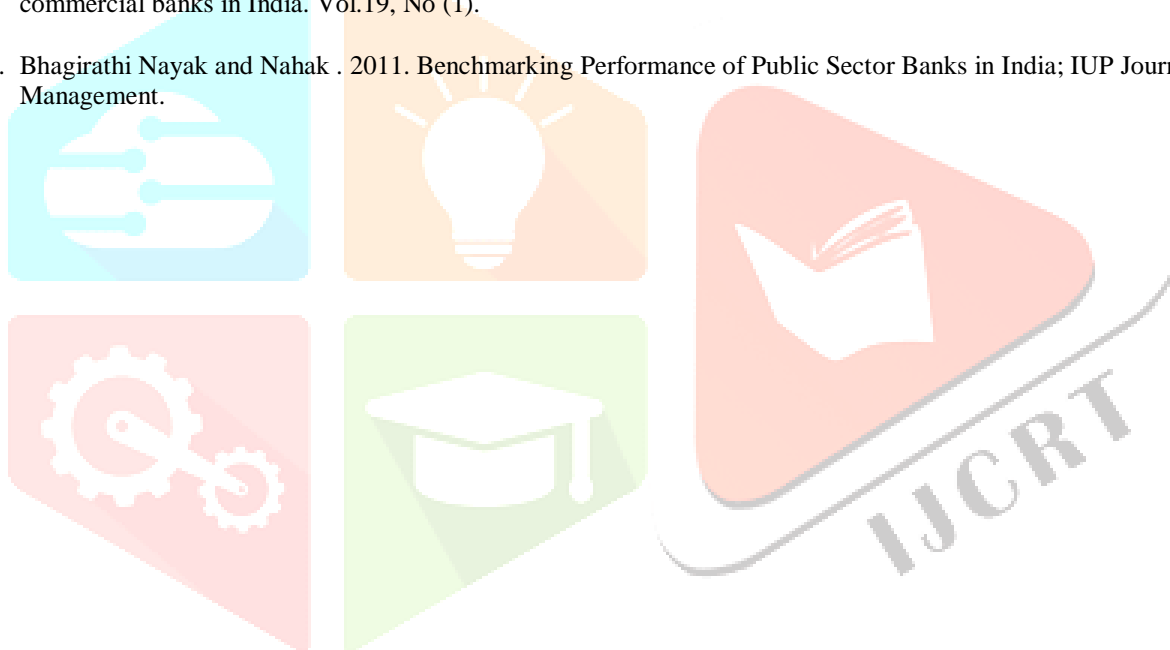 commercial banks in India. Vol.19, No (1).
. Bhagirathi Nayak and Nahak . 2011. Benchmarking Performance of Public Sector Banks in India; IUP Journ
Management.
IJCRT